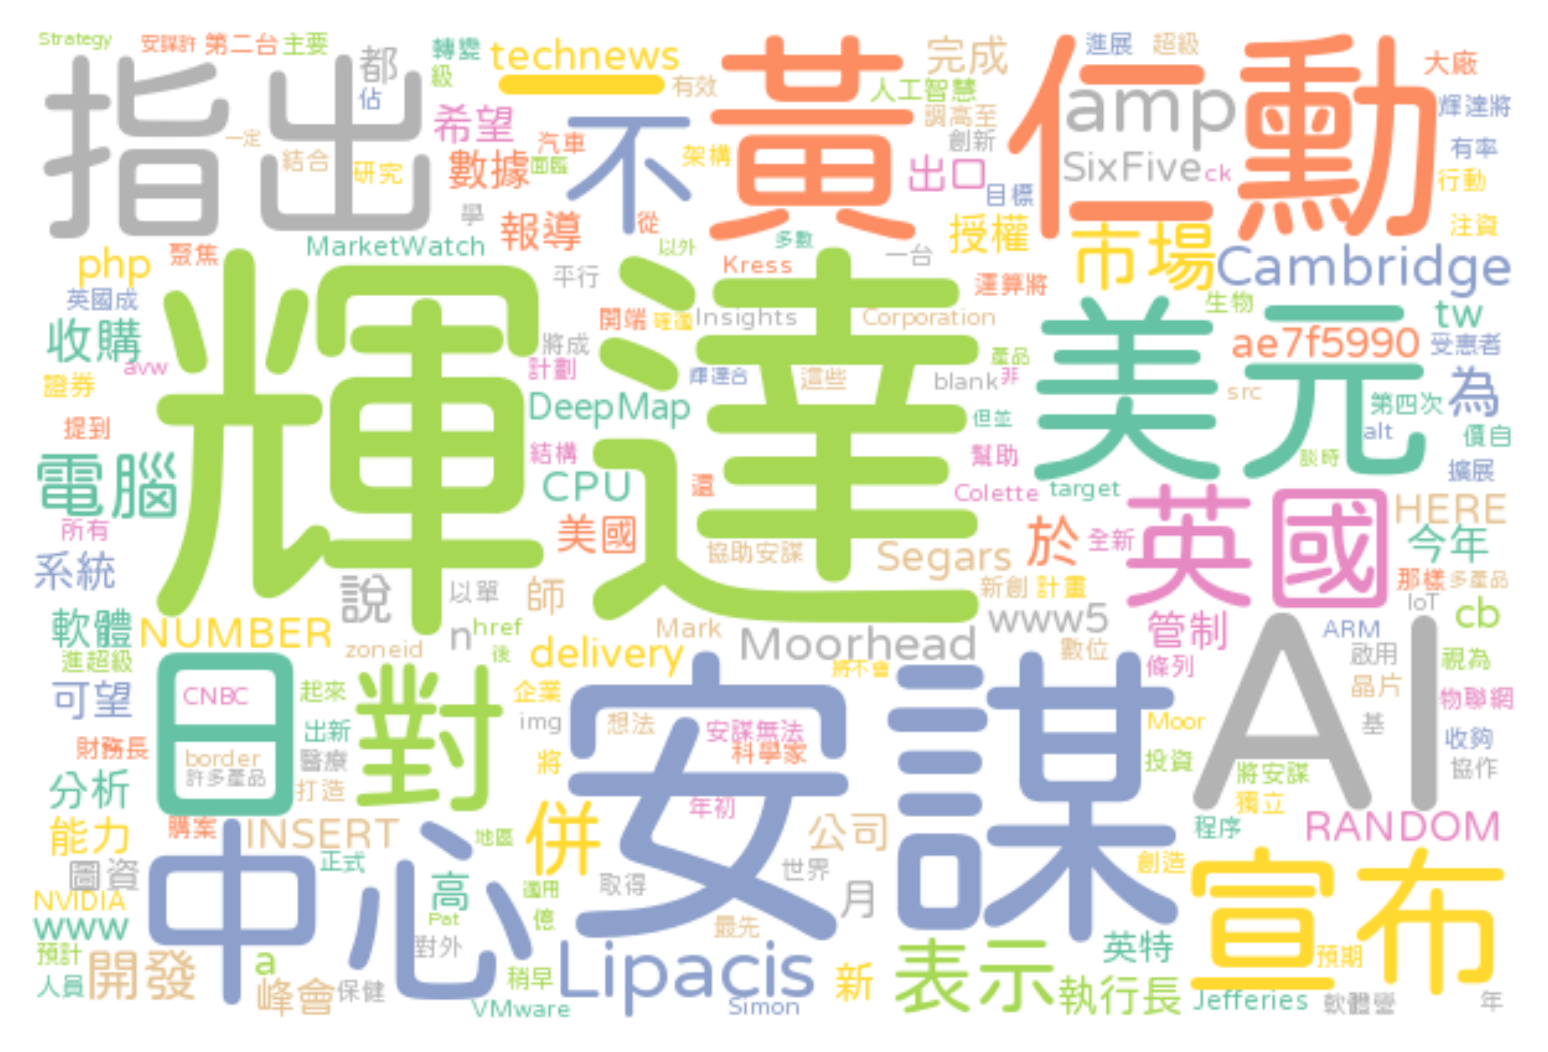 Strategy
安謀許
第二台
主要
指出
都
佔
轉變
級
technews
一
有效
黃仁勳
完成
進展
超級
大廠
人工智慧
調高至
創新
amp
輝達將
一定
結合
研究
希望
數據
汽車
面臨
不
架構
出口
SixFive
ck
目標
有率
行動
學
報導
從
以外
多數
授權
一台
注資
市場
Cambridge
MarketWatch
php
聚焦
平行
Kress
運算將
英國成
收購
avw
證券
輝達
開端
Insights
Corporation
生物
tw
將成
計劃
輝達合
這些
blank
非
產品
美元
ae7f5990
受惠者
src
第四次
為
alt
價自
談時
擴展
DeepMap
但並
提到
結構
幫助
電腦
CPU
還
Colette
target
所有
美國
協助安謀
Segars
於
全新
英國
HERE
今年
系統
說
以單
師
新創
計畫
那樣
多產品
IoT
cb
軟體
NUMBER
n
href
後
Mark
Moorhead
www5
數位
管制
ARM
進超級
zoneid
delivery
將不會
條列
啟用
視為
可望
CNBC
起來
企業
AI
晶片
物聯網
日
對
出新
img
想法
安謀無法
安謀
Moor
基
收夠
財務長
border
許多產品
醫療
將
科學家
投資
將安謀
協作
分析
打造
年初
獨立
能力
購案
INSERT
地區
併
公司
程序
RANDOM
圖資
中心
正式
高
適用
取得
世界
創造
宣布
NVIDIA
www
Pat
億
月
最先
預計
人員
開發
a
對外
峰會
保健
稍早
VMware
Lipacis
Simon
新
表示
英特
執行長
Jefferies
預期
軟體變
年